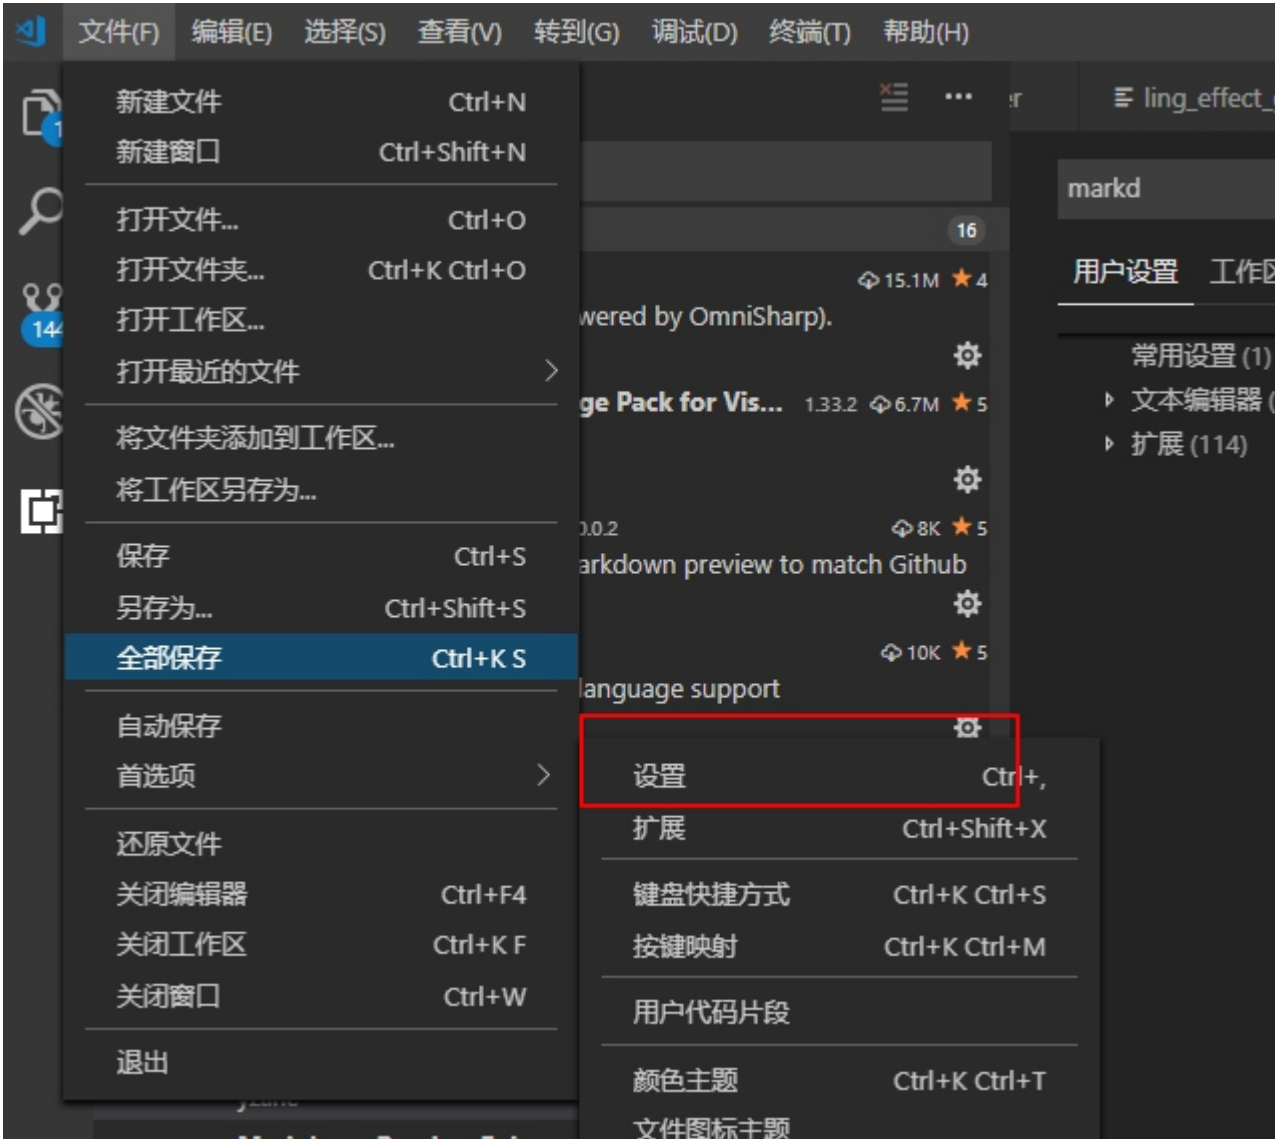 文件(F) 编辑(E) 选择(S) 查看(V) 转到(G) 调试(D) 终端(T) 帮助(H)
新建文件 Ctrl+N
新建窗口 Ctrl+Shift+N
打开文件... Ctrl+O
打开文件夹... Ctrl+K Ctrl+O
打开工作区...
打开最近的文件
将文件夹添加到工作区...
将工作区另存为...
保存 Ctrl+S
另存为... Ctrl+Shift+S
全部保存 Ctrl+K S
自动保存
首选项
还原文件
关闭编辑器 Ctrl+F4
关闭工作区 Ctrl+K F
关闭窗口 Ctrl+W
退出
144
16
15.1M 4
wered by OmniSharp).
ge Pack for Vis... 1.33.2 6.7M 5
0.0.2 8K 5
arkdown preview to match Github
10K 5
language support
设置 Ctrl+,
扩展 Ctrl+Shift+X
键盘快捷方式 Ctrl+K Ctrl+S
按键映射 Ctrl+K Ctrl+M
用户代码片段
颜色主题 Ctrl+K Ctrl+T
文件图标主题
er ling_effect_
markd
用户设置 工作区
常用设置 (1)
文本编辑器 (
扩展 (114)